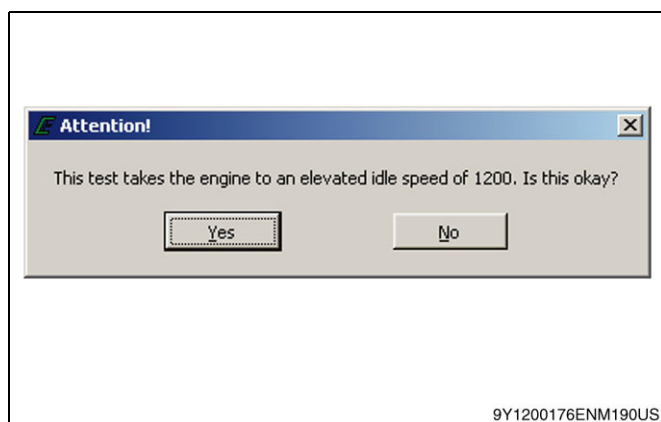 Attention!
This test takes the engine to an elevated idle speed of 1200. Is this okay?
Yes No
9Y1200176ENM190US